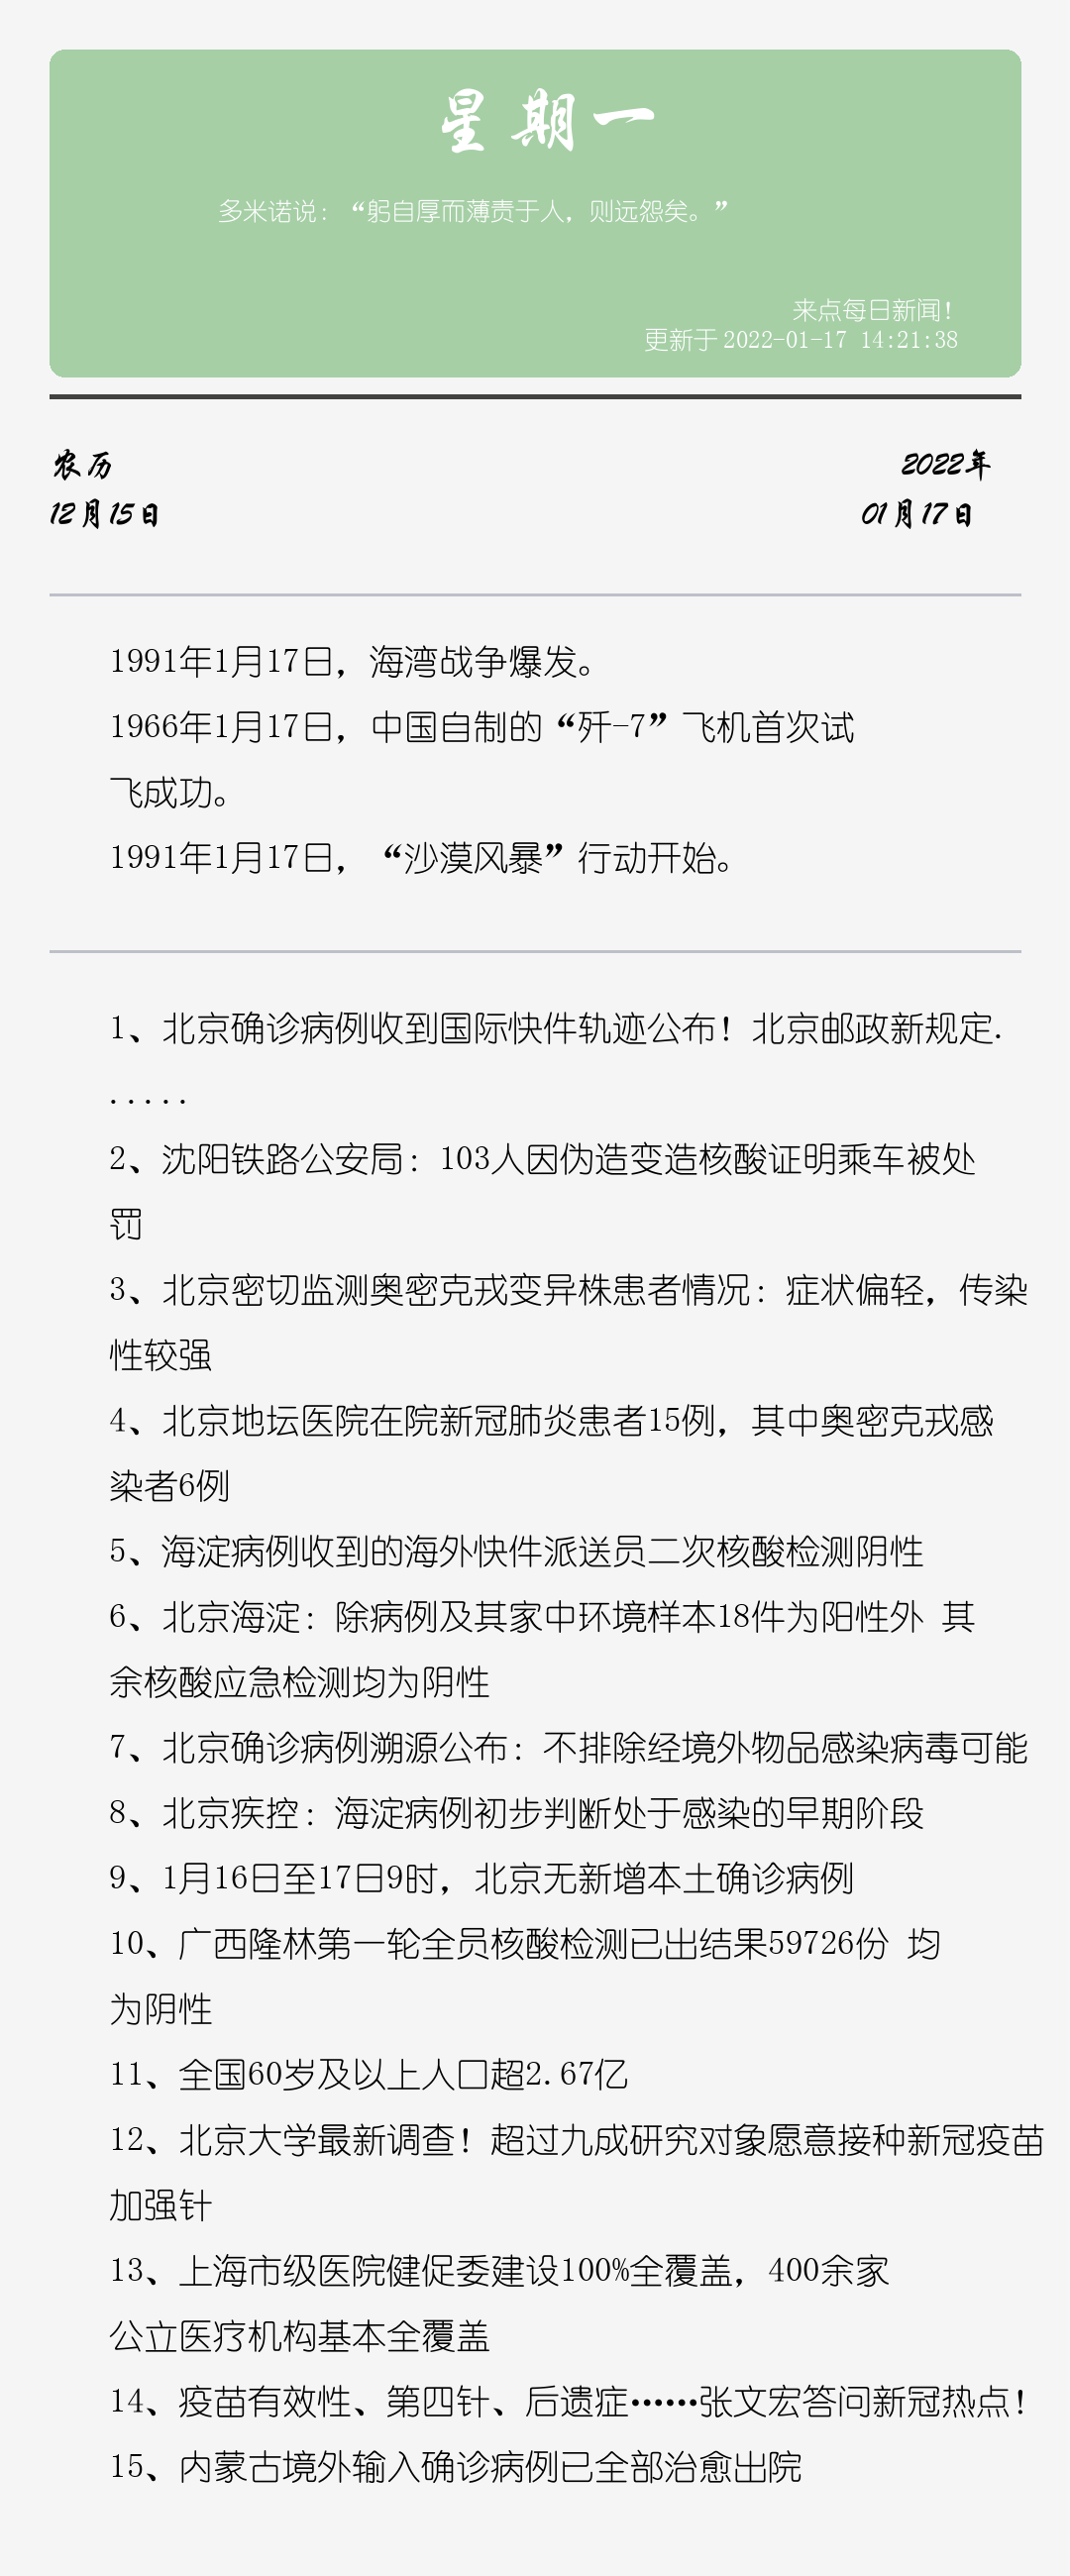 星期一
多米诺说：“躬自厚而薄责于人，则远怨矣。”
来点每日新闻！
更新于 2022-01-17 14:21:38
农历
2022年
12月15日
01月17日
1991年1月17日，海湾战争爆发。
1966年1月17日，中国自制的“歼-7”飞机首次试
飞成功。
1991年1月17日，“沙漠风暴”行动开始。
1、北京确诊病例收到国际快件轨迹公布！北京邮政新规定.
.....
2、沈阳铁路公安局：103人因伪造变造核酸证明乘车被处
罚
3、北京密切监测奥密克戎变异株患者情况：症状偏轻，传染
性较强
4、北京地坛医院在院新冠肺炎患者15例，其中奥密克戎感
染者6例
5、海淀病例收到的海外快件派送员二次核酸检测阴性
6、北京海淀：除病例及其家中环境样本18件为阳性外 其
余核酸应急检测均为阴性
7、北京确诊病例溯源公布：不排除经境外物品感染病毒可能
8、北京疾控：海淀病例初步判断处于感染的早期阶段
9、1月16日至17日9时，北京无新增本土确诊病例
10、广西隆林第一轮全员核酸检测已出结果59726份 均
为阴性
11、全国60岁及以上人口超2.67亿
12、北京大学最新调查！超过九成研究对象愿意接种新冠疫苗
加强针
13、上海市级医院健促委建设100%全覆盖，400余家
公立医疗机构基本全覆盖
14、疫苗有效性、第四针、后遗症……张文宏答问新冠热点！
15、内蒙古境外输入确诊病例已全部治愈出院